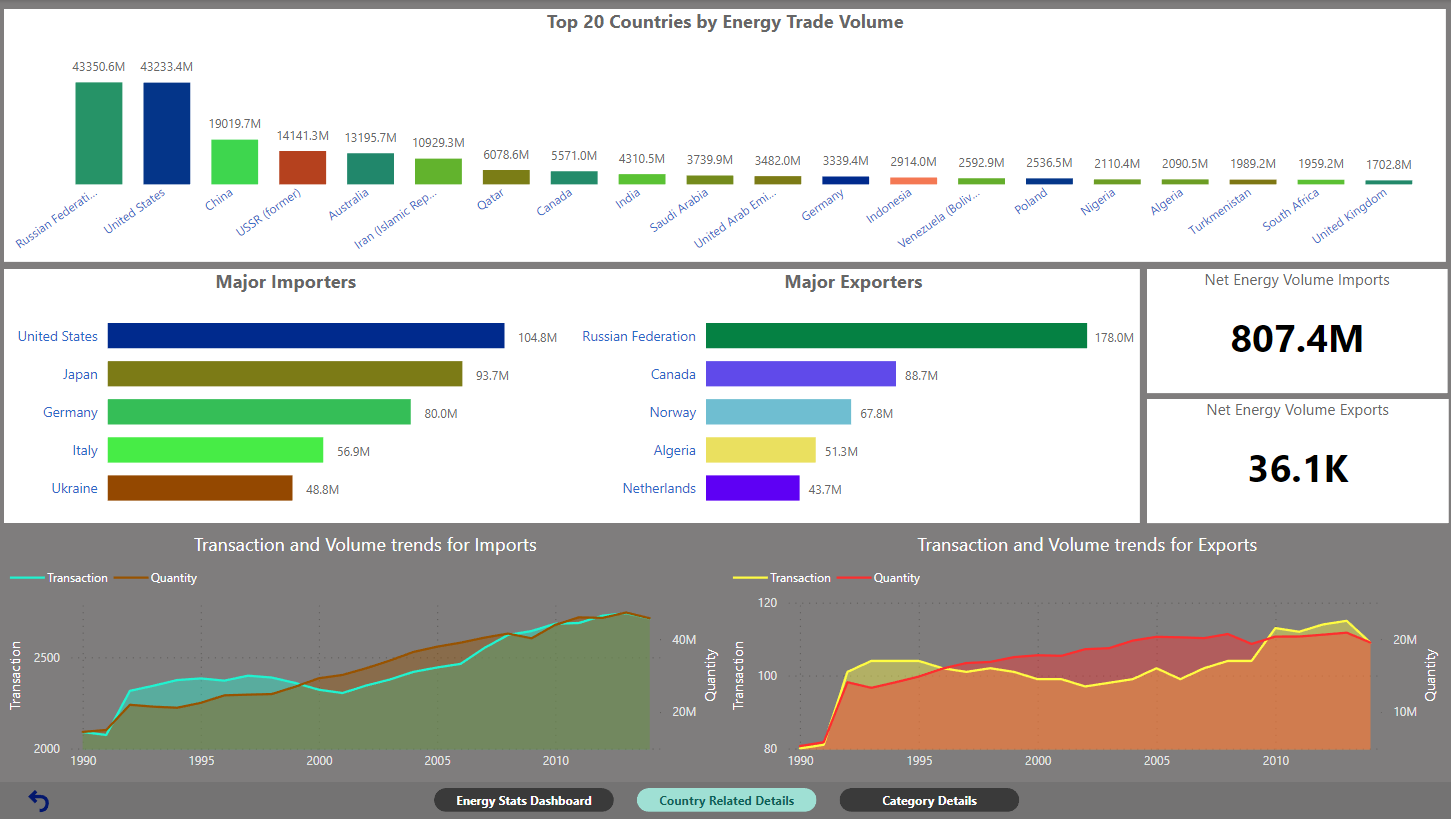 Top 20 Countries by Energy Trade Volume
43350.6M 43233.4M 19019.7M 14141.3M 13195.7M 10929.3M 6078.6M 5571.0M 4310.5M 3739.9M 3482.0M 3339.4M 2914.0M 2592.9M 2536.5M 2110.4M 2090.5M 1989.2M 1959.2M 1702.8M
Russian Federati... United States China USSR (former) Australia Iran (Islamic Rep... Qatar Canada India Saudi Arabia United Arab Emi... Germany Indonesia Venezuela (Boliv... Poland Nigeria Algeria Turkmenistan South Africa United Kingdom
Major Importers
United States 104.8M
Japan 93.7M
Germany 80.0M
Italy 56.9M
Ukraine 48.8M
Major Exporters
Russian Federation 178.0M
Canada 88.7M
Norway 67.8M
Algeria 51.3M
Netherlands 43.7M
Net Energy Volume Imports
807.4M
Net Energy Volume Exports
36.1K
Transaction and Volume trends for Imports
Transaction Quantity
Transaction
2500
2000
40M
20M
Quantity
1990 1995 2000 2005 2010
Transaction and Volume trends for Exports
Transaction Quantity
Transaction
120
100
80
20M
10M
Quantity
1990 1995 2000 2005 2010
Energy Stats Dashboard Country Related Details Category Details